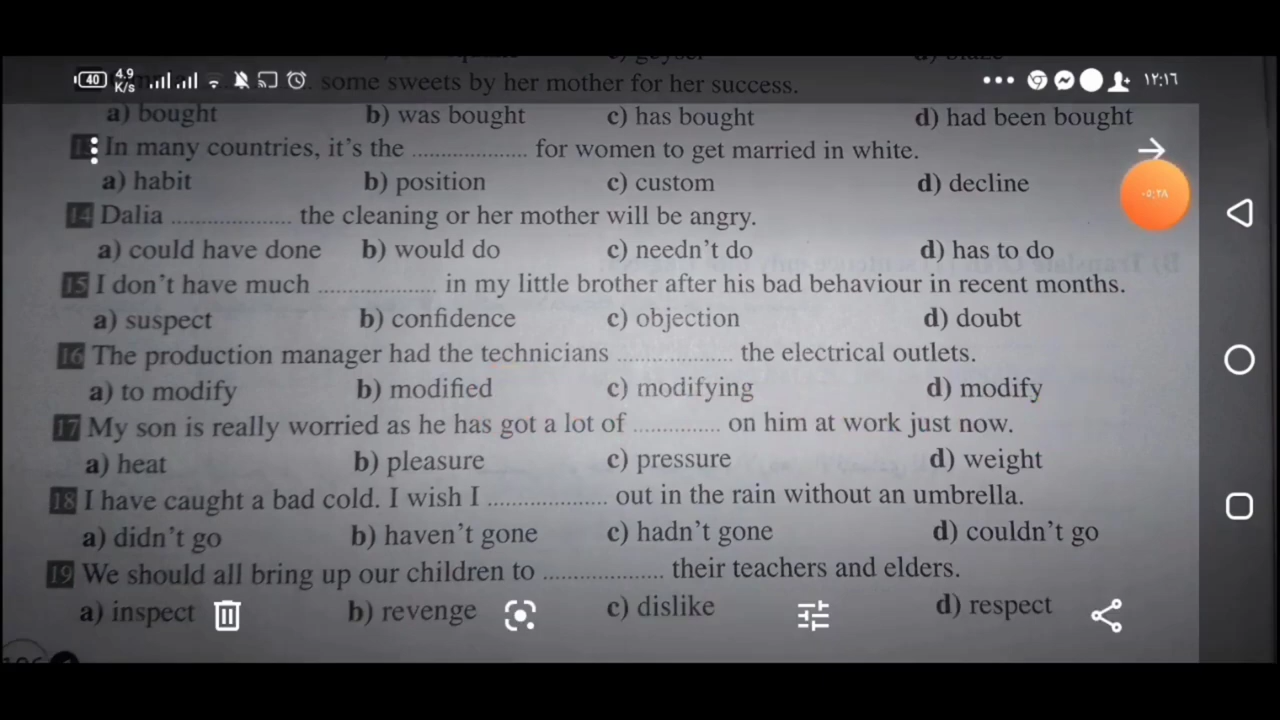 40 4.9 K/s ١٢:١٦
some sweets by her mother for her success.
a) bought b) was bought c) has bought d) had been bought
In many countries, it's the .................. for women to get married in white.
a) habit b) position c) custom d) decline
٠٥:٢٨
14 Dalia .................. the cleaning or her mother will be angry.
a) could have done b) would do c) needn't do d) has to do
15 I don't have much .................. in my little brother after his bad behaviour in recent months.
a) suspect b) confidence c) objection d) doubt
16 The production manager had the technicians .................. the electrical outlets.
a) to modify b) modified c) modifying d) modify
17 My son is really worried as he has got a lot of ............. on him at work just now.
a) heat b) pleasure c) pressure d) weight
18 I have caught a bad cold. I wish I .................. out in the rain without an umbrella.
a) didn't go b) haven't gone c) hadn't gone d) couldn't go
19 We should all bring up our children to .................. their teachers and elders.
a) inspect b) revenge c) dislike d) respect